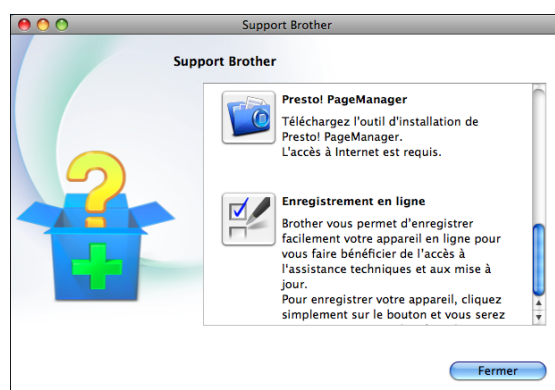 Support Brother
Support Brother
Presto! PageManager
Téléchargez l'outil d'installation de
Presto! PageManager.
L'accès à Internet est requis.
Enregistrement en ligne
Brother vous permet d'enregistrer
facilement votre appareil en ligne pour
vous faire bénéficier de l'accès à
l'assistance techniques et aux mise à
jour.
Pour enregistrer votre appareil, cliquez
simplement sur le bouton et vous serez
Fermer